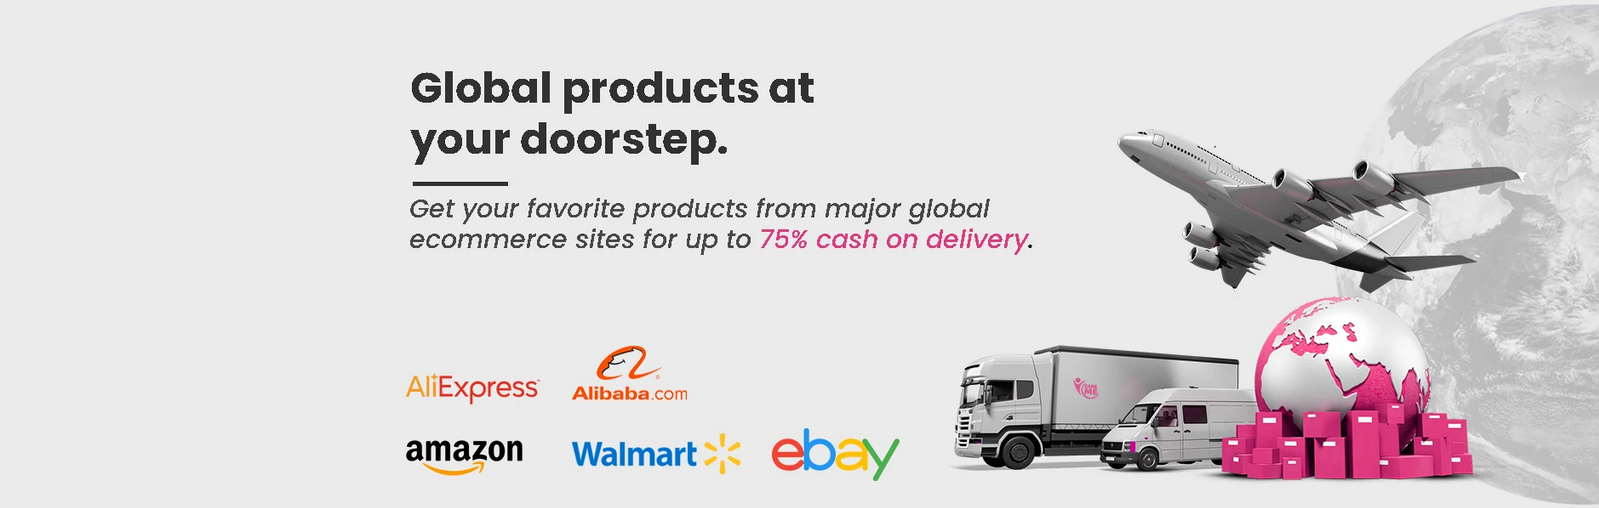 Global products at
your doorstep.
Get your favorite products from major global
ecommerce sites for up to 75% cash on delivery.
AliExpress
Alibaba.com
amazon
Walmart
ebay